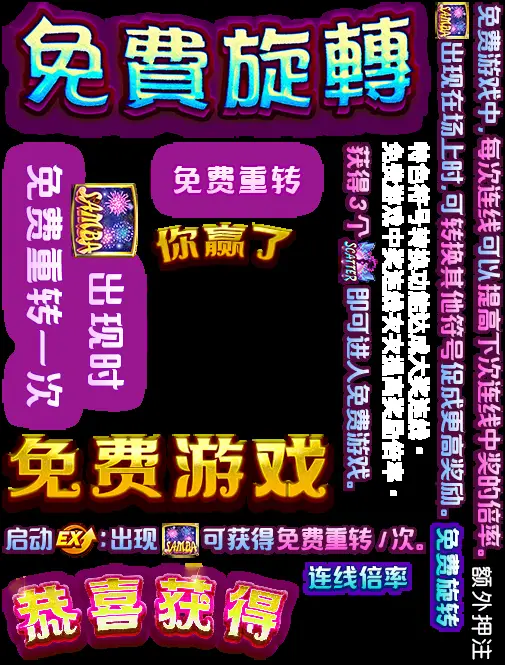 免費旋轉
免费重转
你赢了
SAMBA
出现时
免费重转一次
免费游戏
启动EX:出现 SAMBA 可获得免费重转1次。
恭喜获得
连线倍率
免费游戏中,每次连线可以提高下次连线中奖的倍率。
SAMBA 出现在场上时,可转换其他符号促成更高奖励。
获得3个 SCATTER 即可进入免费游戏。
免费旋转
额外押注